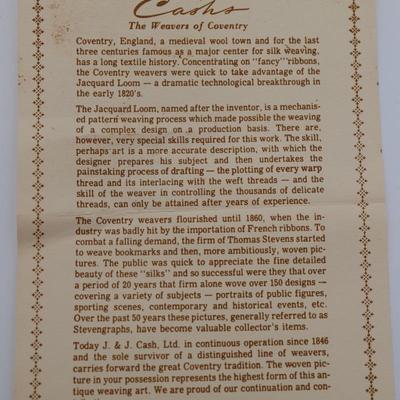 Cashs
The Weavers of Coventry
Coventry, England, a medieval wool town and for the last
three centuries famous as a major center for silk weaving,
has a long textile history. Concentrating on "fancy" ribbons,
the Coventry weavers were quick to take advantage of the
Jacquard Loom — a dramatic technological breakthrough in
the early 1820's.
The Jacquard Loom, named after the inventor, is a mechanis-
ed pattern weaving process which made possible the weaving
of a complex design on a production basis. There are,
however, very special skills required for this work. The skill,
perhaps art is a more accurate description, with which the
designer prepares his subject and then undertakes the
painstaking process of drafting — the plotting of every warp
thread and its interlacing with the weft threads — and the
skill of the weaver in controlling the thousands of delicate
threads, can only be attained after years of experience.
The Coventry weavers flourished until 1860, when the in-
dustry was badly hit by the importation of French ribbons. To
combat a falling demand, the firm of Thomas Stevens started
to weave bookmarks and then, more ambitiously, woven pic-
tures. The public was quick to appreciate the fine detailed
beauty of these "silks" and so successful were they that over
a period of 20 years that firm alone wove over 150 designs —
covering a variety of subjects — portraits of public figures,
sporting scenes, contemporary and historical events, etc.
Over the past 50 years these pictures, generally referred to as
Stevengraphs, have become valuable collector's items.
Today J. & J. Cash, Ltd. in continuous operation since 1846
and the sole survivor of a distinguished line of weavers,
carries forward the great Coventry tradition. The woven pic-
ture in your possession represents the highest form of this an-
tique weaving art. We are proud of our continuation and con-